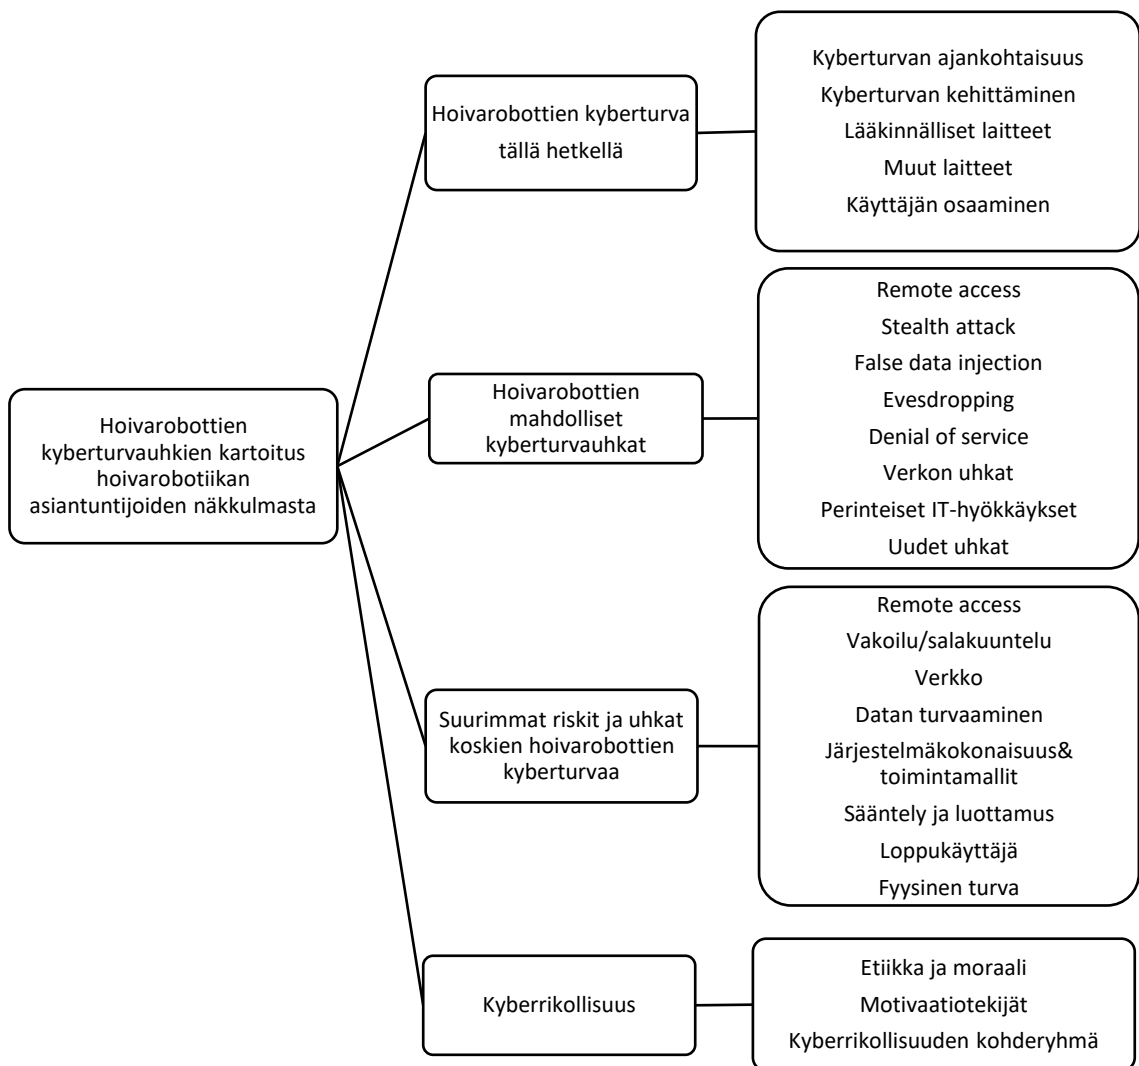 Hoivarobottien
kyberturvauhkien kartoitus
hoivarobotiikan
asiantuntijoiden näkkulmasta
Hoivarobottien kyberturva
tällä hetkellä
Kyberturvan ajankohtaisuus
Kyberturvan kehittäminen
Lääkinnälliset laitteet
Muut laitteet
Käyttäjän osaaminen
Hoivarobottien
mahdolliset
kyberturvauhkat
Remote access
Stealth attack
False data injection
Evesdropping
Denial of service
Verkon uhkat
Perinteiset IT-hyökkäykset
Uudet uhkat
Suurimmat riskit ja uhkat
koskien hoivarobottien
kyberturvaa
Remote access
Vakoilu/salakuuntelu
Verkko
Datan turvaaminen
Järjestelmäkokonaisuus&
toimintamallit
Sääntely ja luottamus
Loppukäyttäjä
Fyysinen turva
Kyberrikollisuus
Etiikka ja moraali
Motivaatiotekijät
Kyberrikollisuuden kohderyhmä